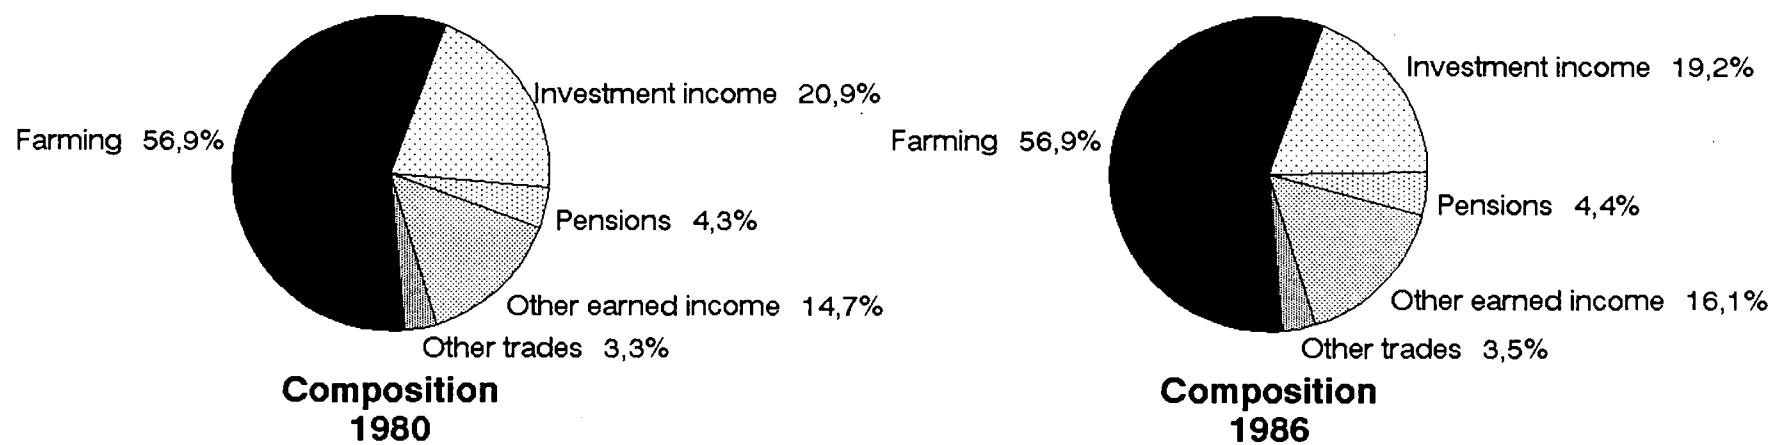 Investment income 20,9%
Farming 56,9%
Pensions 4,3%
Other earned income 14,7%
Other trades 3,3%
Composition
1980
Investment income 19,2%
Farming 56,9%
Pensions 4,4%
Other earned income 16,1%
Other trades 3,5%
Composition
1986